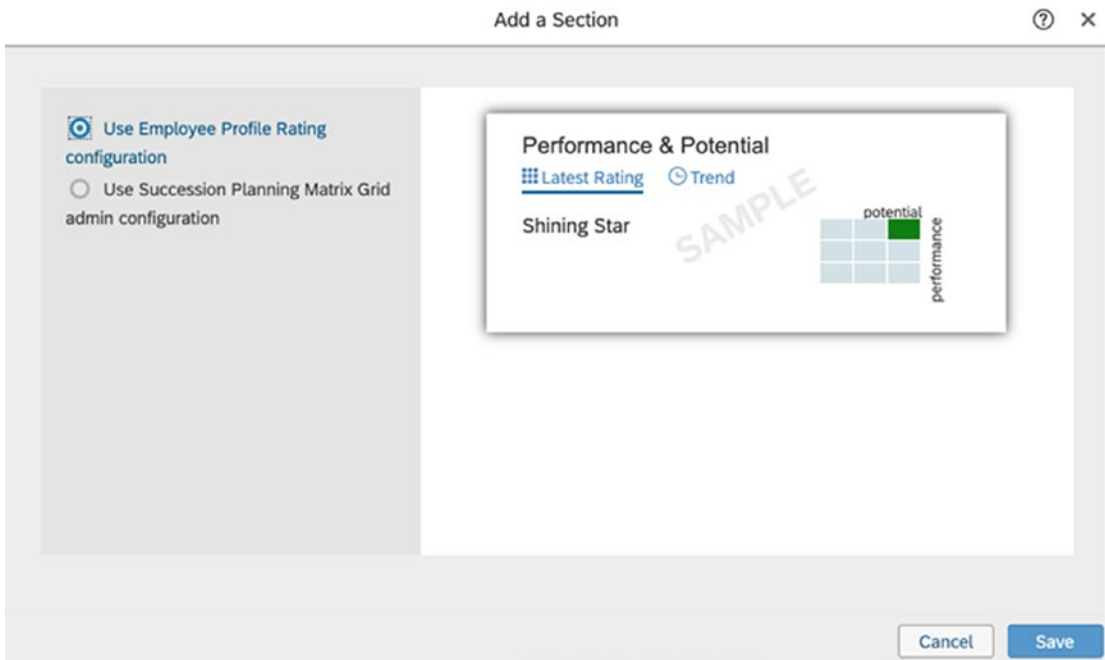 Add a Section
Use Employee Profile Rating
configuration
Use Succession Planning Matrix Grid
admin configuration
Performance & Potential
Latest Rating Trend
SAMPLE
Shining Star
potential
performance
Cancel Save